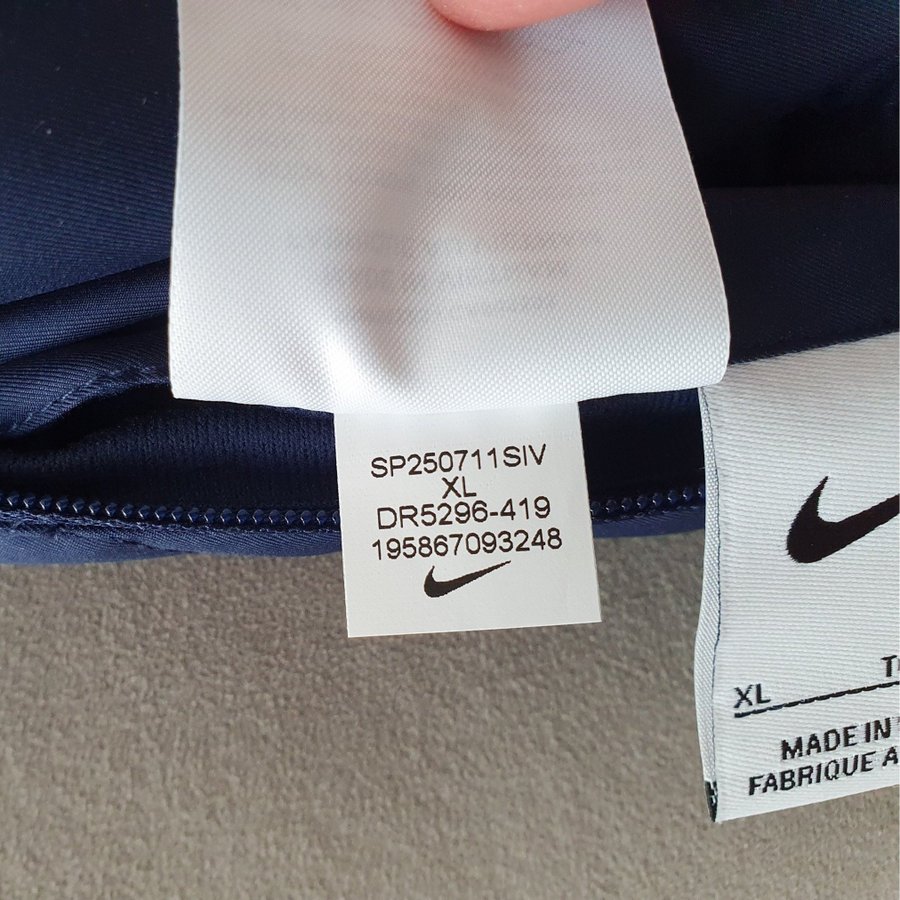 SP250711SIV
XL
DR5296-419
195867093248
XL
MADE IN
FABRIQUE